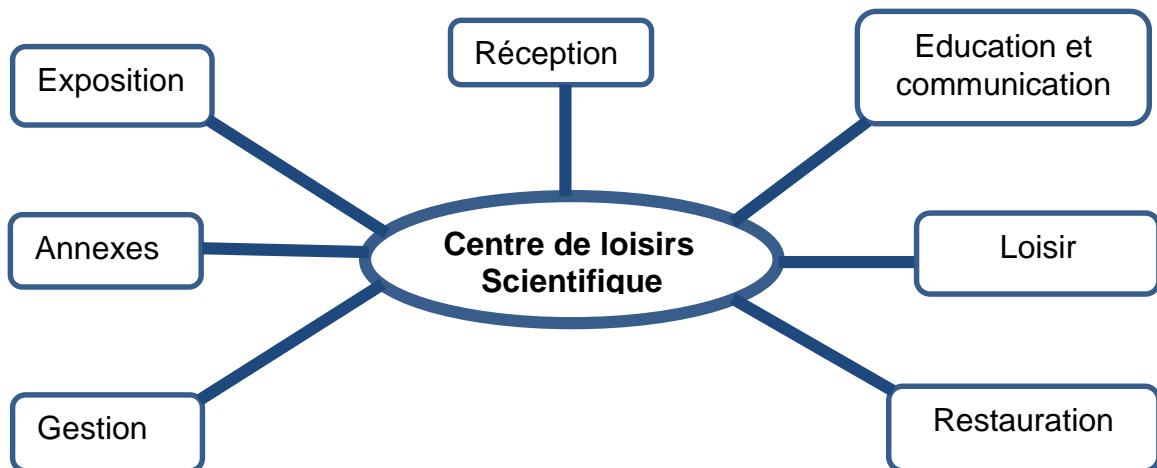 Réception
Education et
communication
Exposition
Annexes
Centre de loisirs
Scientifique
Loisir
Gestion
Restauration